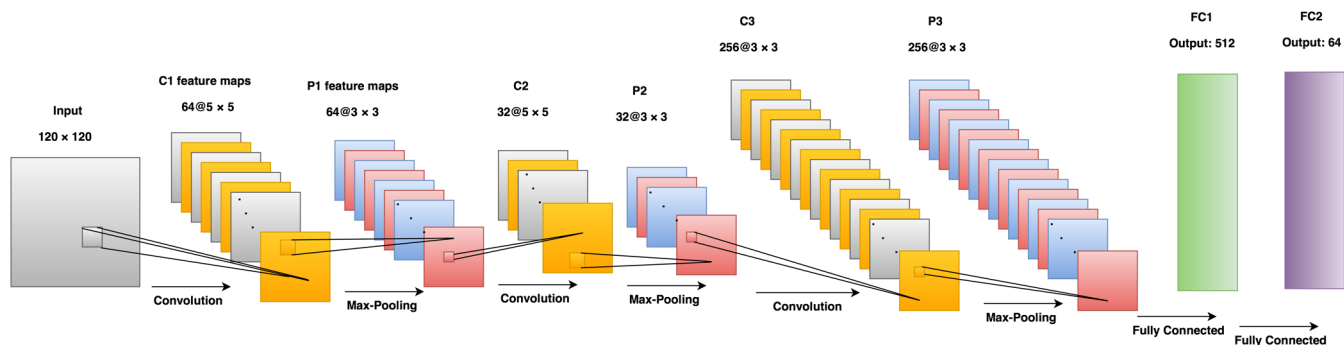 Input
120 × 120
C1 feature maps
64@5 × 5
P1 feature maps
64@3 × 3
C2
32@5 x 5
P2
32@3 x 3
C3
256@3 × 3
P3
256@3 × 3
FC1
Output: 512
FC2
Output: 64
Convolution
Max-Pooling
Convolution
Max-Pooling
Convolution
Max-Pooling
Fully Connected
Fully Connected